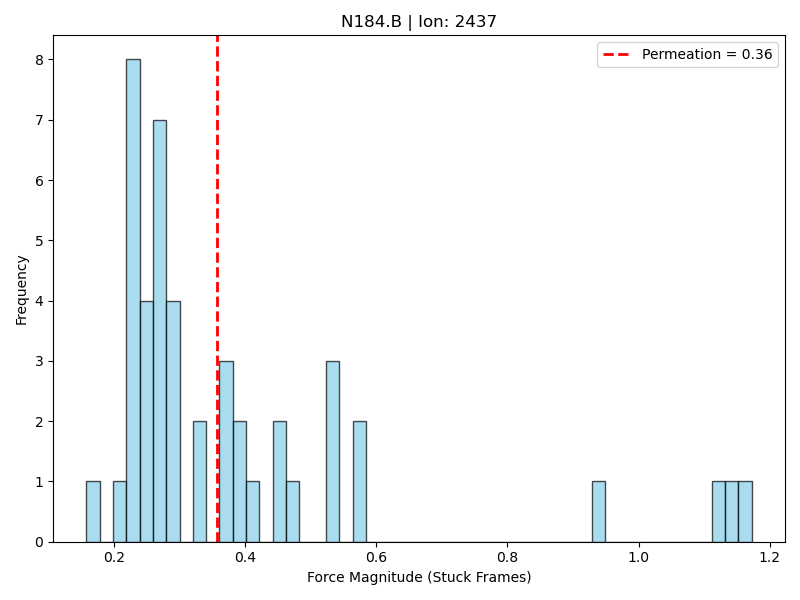 N184.B | Ion: 2437
Permeation = 0.36
8
7
6
5
4
3
2
1
0
Frequency
0.2 0.4 0.6 0.8 1.0 1.2
Force Magnitude (Stuck Frames)